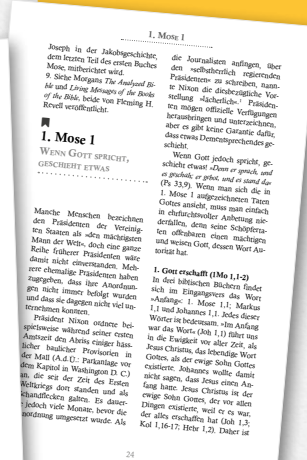 1. Mose 1
Joseph in der Jakobsgeschichte,
dem letzten Teil des ersten Buches
Mose, mitberichtet wird.
9. Siehe Morgans The Analyzed Bi-
ble und Living Messages of the Books
of the Bible, beide von Fleming H.
Revell veröffentlicht.
1. Mose 1
WENN GOTT SPRICHT,
GESCHIEHT ETWAS
Manche Menschen bezeichnen
den Präsidenten der Vereinig-
ten Staaten als »den mächtigsten
Mann der Welt«, doch eine ganze
Reihe früherer Präsidenten wäre
damit nicht einverstanden. Meh-
rere ehemalige Präsidenten haben
zugegeben, dass ihre Anordnun-
gen nicht immer befolgt wurden
und dass sie dagegen nicht viel un-
ternehmen konnten.
Präsident Nixon ordnete bei-
spielsweise während seiner ersten
Amtszeit den Abriss einiger häss-
licher baulicher Provisorien in
der Mall (A.d.Ü.: Parkanlage vor
dem Kapitol in Washington D. C.)
an, die seit der Zeit des Ersten
Weltkriegs dort standen und als
Schandflecken galten. Es dauer-
te jedoch viele Monate, bevor die
Anordnung umgesetzt wurde. Als
die Journalisten anfingen, über
den »selbstherrlich regierenden
Präsidenten« zu schreiben, nann-
te Nixon die diesbezügliche Vor-
stellung »lächerlich«.¹ Präsiden-
ten mögen offizielle Verfügungen
herausbringen und unterzeichnen,
aber es gibt keine Garantie dafür,
dass etwas Dementsprechendes ge-
schieht.
Wenn Gott jedoch spricht, ge-
schieht etwas! »Denn er sprach, und
es geschah; er gebot, und es stand da«
(Ps 33,9). Wenn man sich die in
1. Mose 1 aufgezeichneten Taten
Gottes ansieht, muss man einfach
in ehrfurchtsvoller Anbetung nie-
derfallen, denn seine Schöpferta-
ten offenbaren einen mächtigen
und weisen Gott, dessen Wort Au-
torität hat.
1. Gott erschafft (1Mo 1,1-2)
In drei biblischen Büchern findet
sich im Eingangsvers das Wort
»Anfang«: 1. Mose 1,1; Markus
1,1 und Johannes 1,1. Jedes dieser
Wörter ist bedeutsam. »Im Anfang
war das Wort« (Joh 1,1) führt uns
in die Ewigkeit vor aller Zeit, als
Jesus Christus, das lebendige Wort
Gottes, als der ewige Sohn Gottes
existierte. Johannes wollte damit
nicht sagen, dass Jesus einen An-
fang hatte. Jesus Christus ist der
ewige Sohn Gottes, der vor allen
Dingen existierte, weil er es war,
der alles erschaffen hat (Joh 1,3;
Kol 1,16-17; Hebr 1,2). Daher ist
24